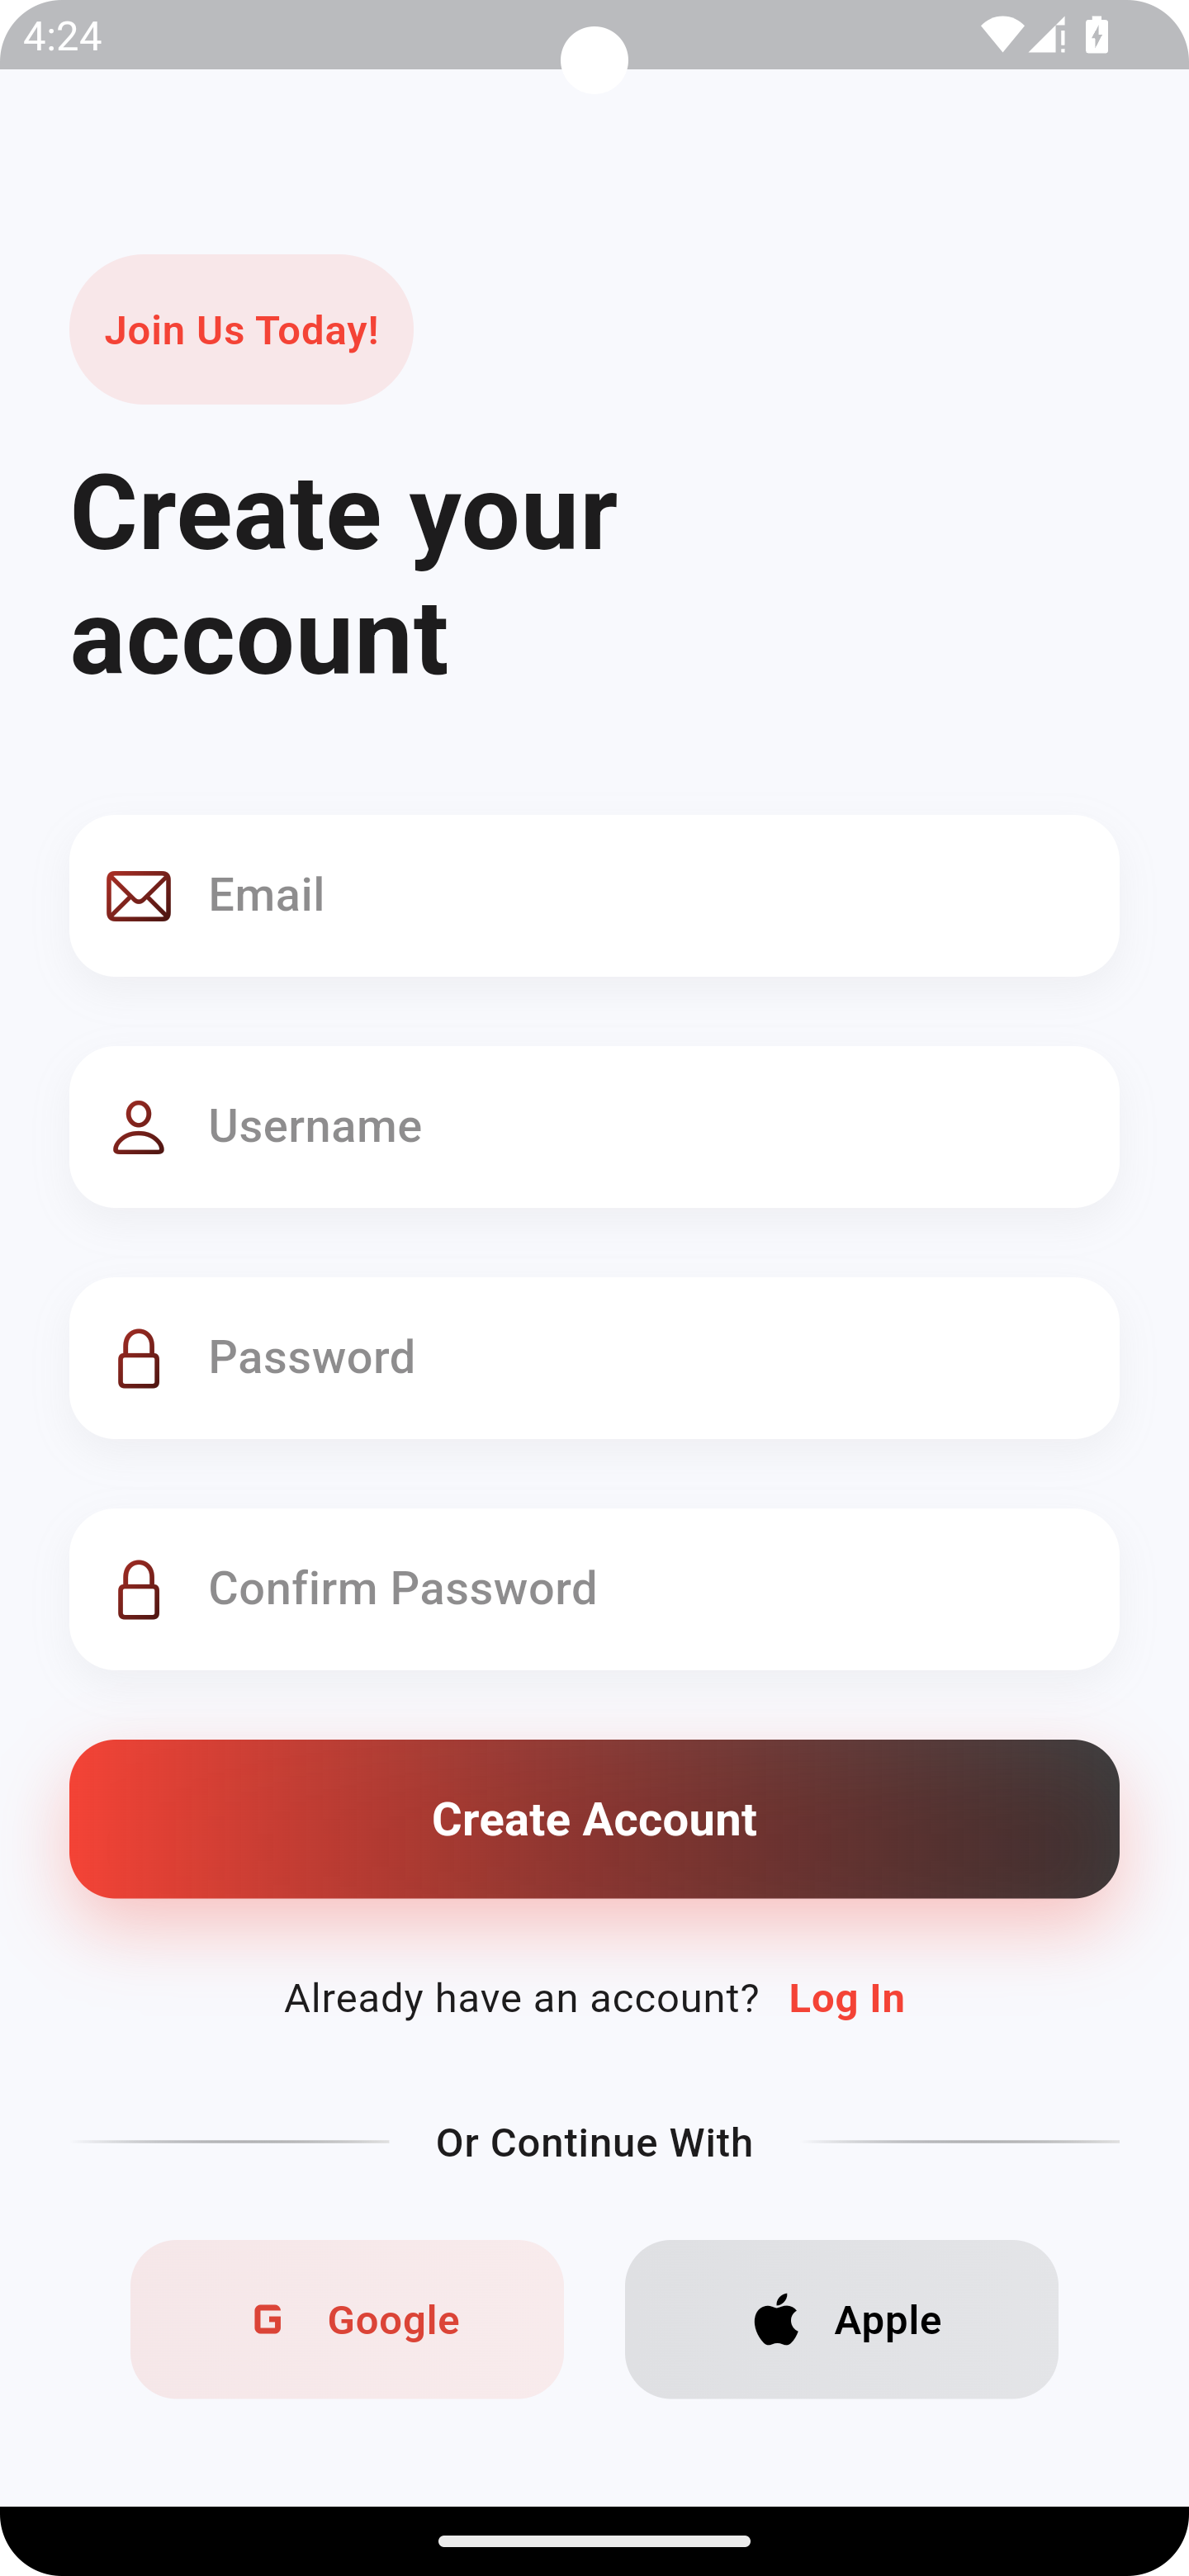 4:24
Join Us Today!
Create your
account
Email
Username
Password
Confirm Password
Create Account
Already have an account? Log In
Or Continue With
G Google
Apple